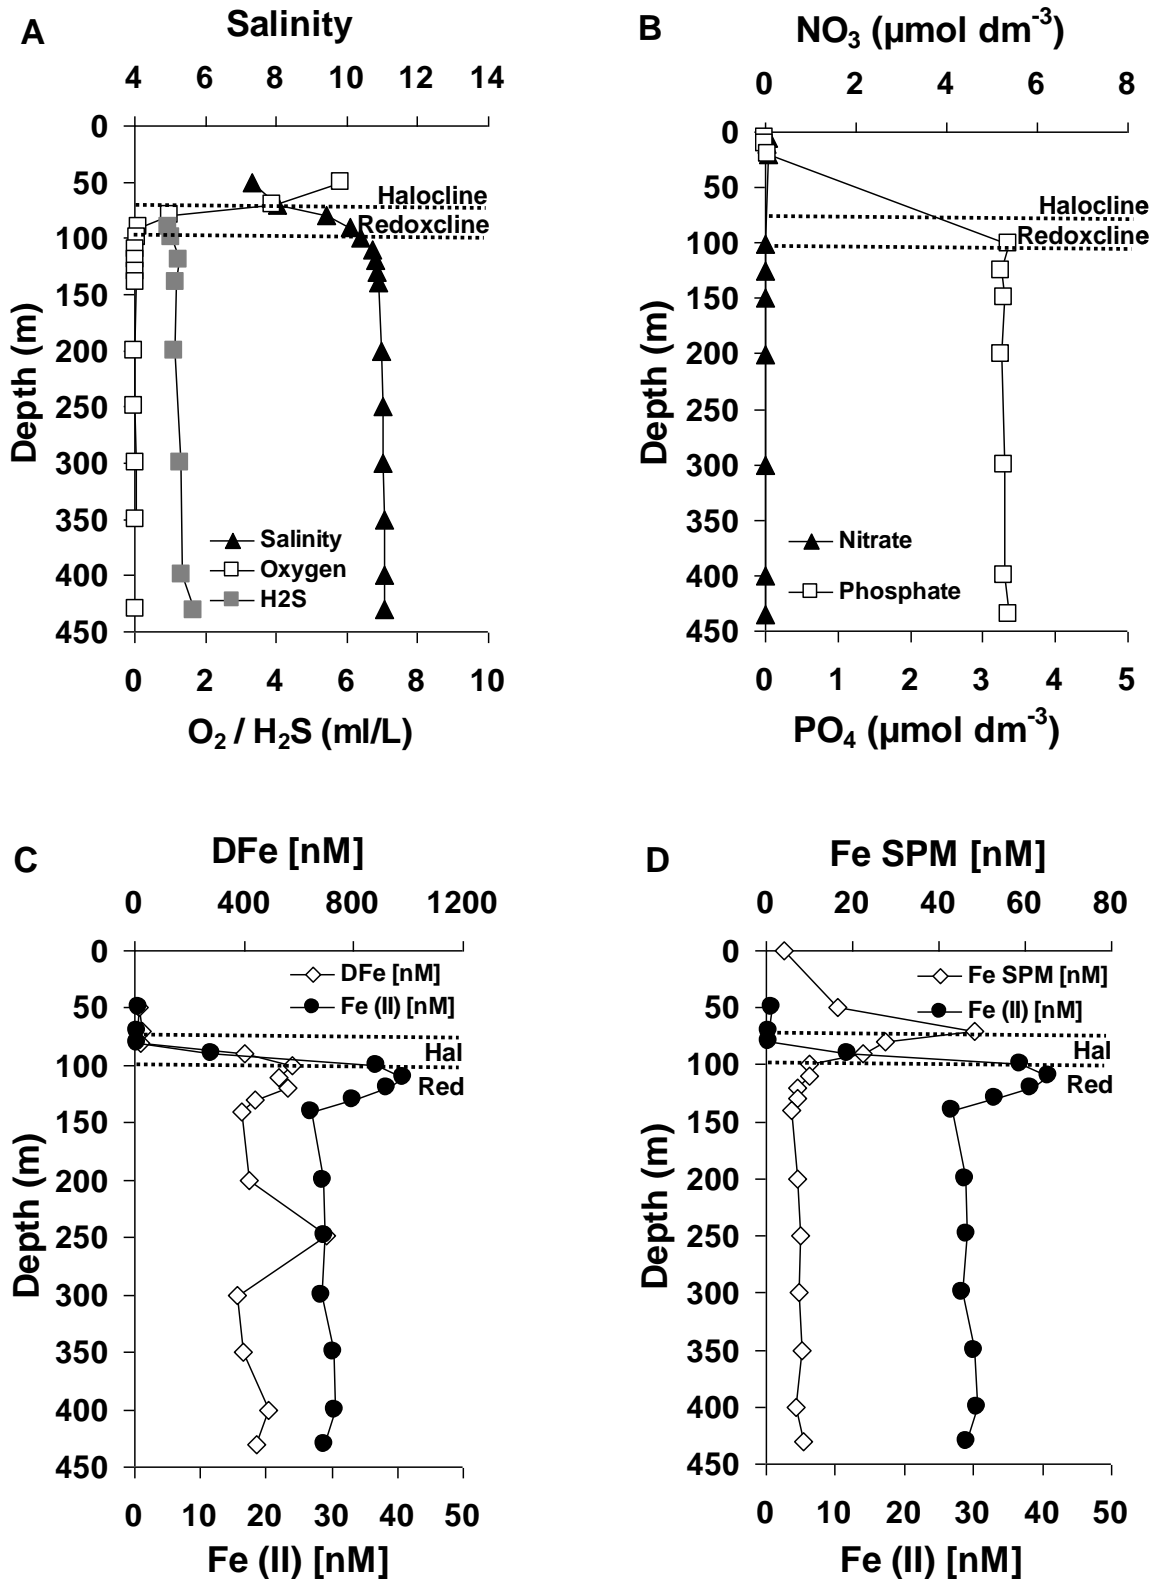 A
Salinity
4 6 8 10 12 14
0
50
100
150
200
250
300
350
400
450
Depth (m)
Halocline
Redoxcline
Salinity
Oxygen
H2S
0 2 4 6 8 10
O2 / H2S (ml/L)
B
NO3 (µmol dm-3)
0 2 4 6 8
0
50
100
150
200
250
300
350
400
450
Depth (m)
Halocline
Redoxcline
Nitrate
Phosphate
0 1 2 3 4 5
PO4 (µmol dm-3)
C
DFe [nM]
0 400 800 1200
0
50
100
150
200
250
300
350
400
450
Depth (m)
DFe [nM]
Fe (II) [nM]
Hal
Red
0 10 20 30 40 50
Fe (II) [nM]
D
Fe SPM [nM]
0 20 40 60 80
0
50
100
150
200
250
300
350
400
450
Depth (m)
Fe SPM [nM]
Fe (II) [nM]
Hal
Red
0 10 20 30 40 50
Fe (II) [nM]